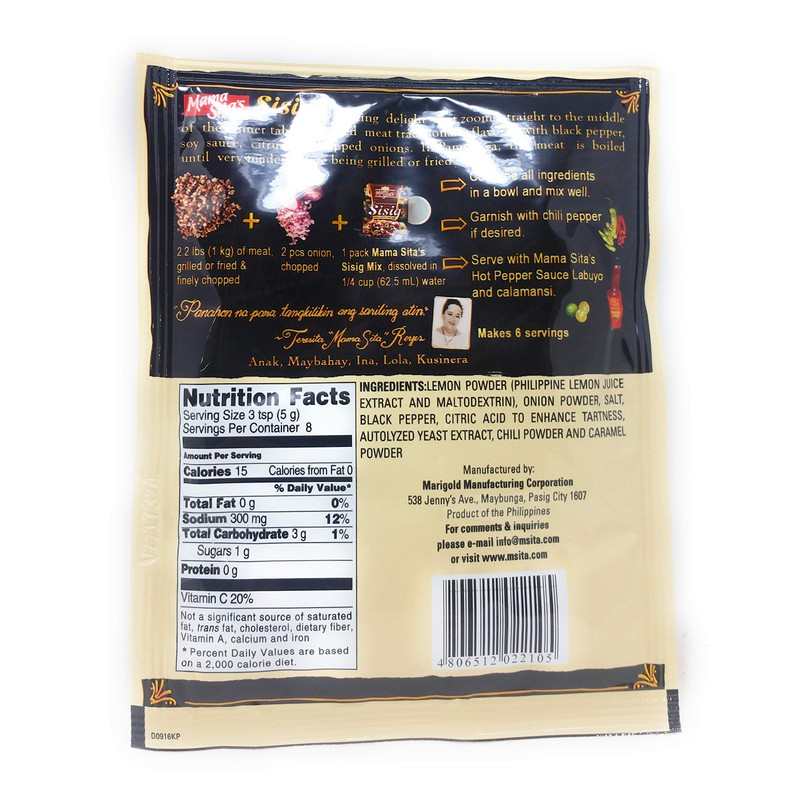 Mama Sita's Sisig
delight zoom straight to the middle
of the meat flavored with black pepper,
soy sauce, onions. meat is boiled
until very being grilled or fried
all ingredients
in a bowl and mix well.
Garnish with chili pepper
if desired.
Serve with Mama Sita's
Hot Pepper Sauce Labuyo
and calamansi.
+
+
Sisig
2.2 lbs (1 kg) of meat,
grilled or fried &
finely chopped
2 pcs onion,
chopped
1 pack Mama Sita's
Sisig Mix, dissolved in
1/4 cup (62.5 mL) water
"Panahon na para tangkilikin ang sariling atin."
~Teresita "Mama Sita" Reyes
Anak, Maybahay, Ina, Lola, Kusinera
Makes 6 servings
Nutrition Facts
Serving Size 3 tsp (5 g)
Servings Per Container 8
Amount Per Serving
Calories 15 Calories from Fat 0
% Daily Value*
Total Fat 0 g 0%
Sodium 300 mg 12%
Total Carbohydrate 3 g 1%
Sugars 1 g
Protein 0 g
Vitamin C 20%
Not a significant source of saturated
fat, trans fat, cholesterol, dietary fiber,
Vitamin A, calcium and iron
* Percent Daily Values are based
on a 2,000 calorie diet.
INGREDIENTS:LEMON POWDER (PHILIPPINE LEMON JUICE
EXTRACT AND MALTODEXTRIN), ONION POWDER, SALT,
BLACK PEPPER, CITRIC ACID TO ENHANCE TARTNESS,
AUTOLYZED YEAST EXTRACT, CHILI POWDER AND CARAMEL
POWDER
Manufactured by:
Marigold Manufacturing Corporation
538 Jenny's Ave., Maybunga, Pasig City 1607
Product of the Philippines
For comments & inquiries
please e-mail info@msita.com
or visit www.msita.com
4 806512 022105
D0916KP